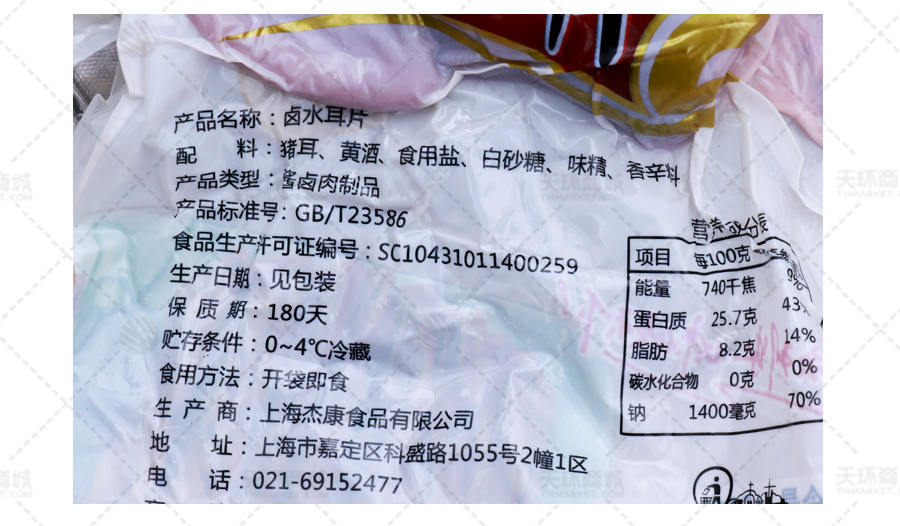 产品名称：卤水耳片
配 料：猪耳、黄酒、食用盐、白砂糖、味精、香辛料
产品类型：酱卤肉制品
产品标准号：GB/T23586
食品生产许可证编号：SC10431011400259
生产日期：见包装
保 质 期：180天
贮存条件：0~4℃冷藏
食用方法：开袋即食
生 产 商：上海杰康食品有限公司
地 址：上海市嘉定区科盛路1055号2幢1区
电 话：021-69152477
营养成分表
项目 每100克
能量 740千焦 9%
蛋白质 25.7克 43%
脂肪 8.2克 14%
碳水化合物 0克 0%
钠 1400毫克 70%
天环商城
THMARKET.CN